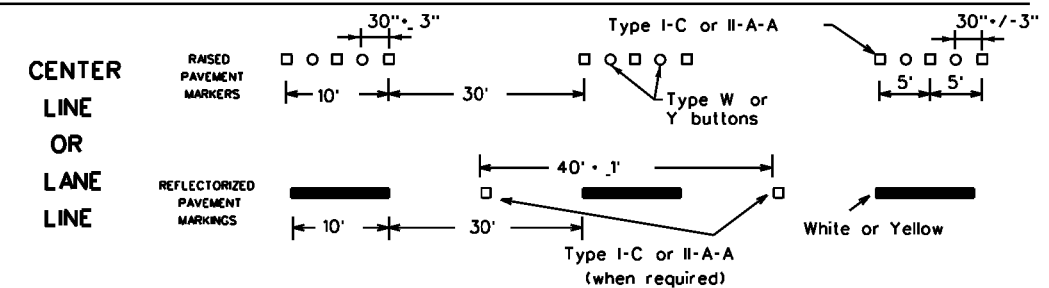 30"+_ 3"
Type I-C or II-A-A
30"+/-3"
CENTER
LINE
OR
LANE
LINE
RAISED
PAVEMENT
MARKERS
10'
30'
Type W or
Y buttons
5'
5'
40' + _1'
REFLECTORIZED
PAVEMENT
MARKINGS
10'
30'
Type I-C or II-A-A
(when required)
White or Yellow